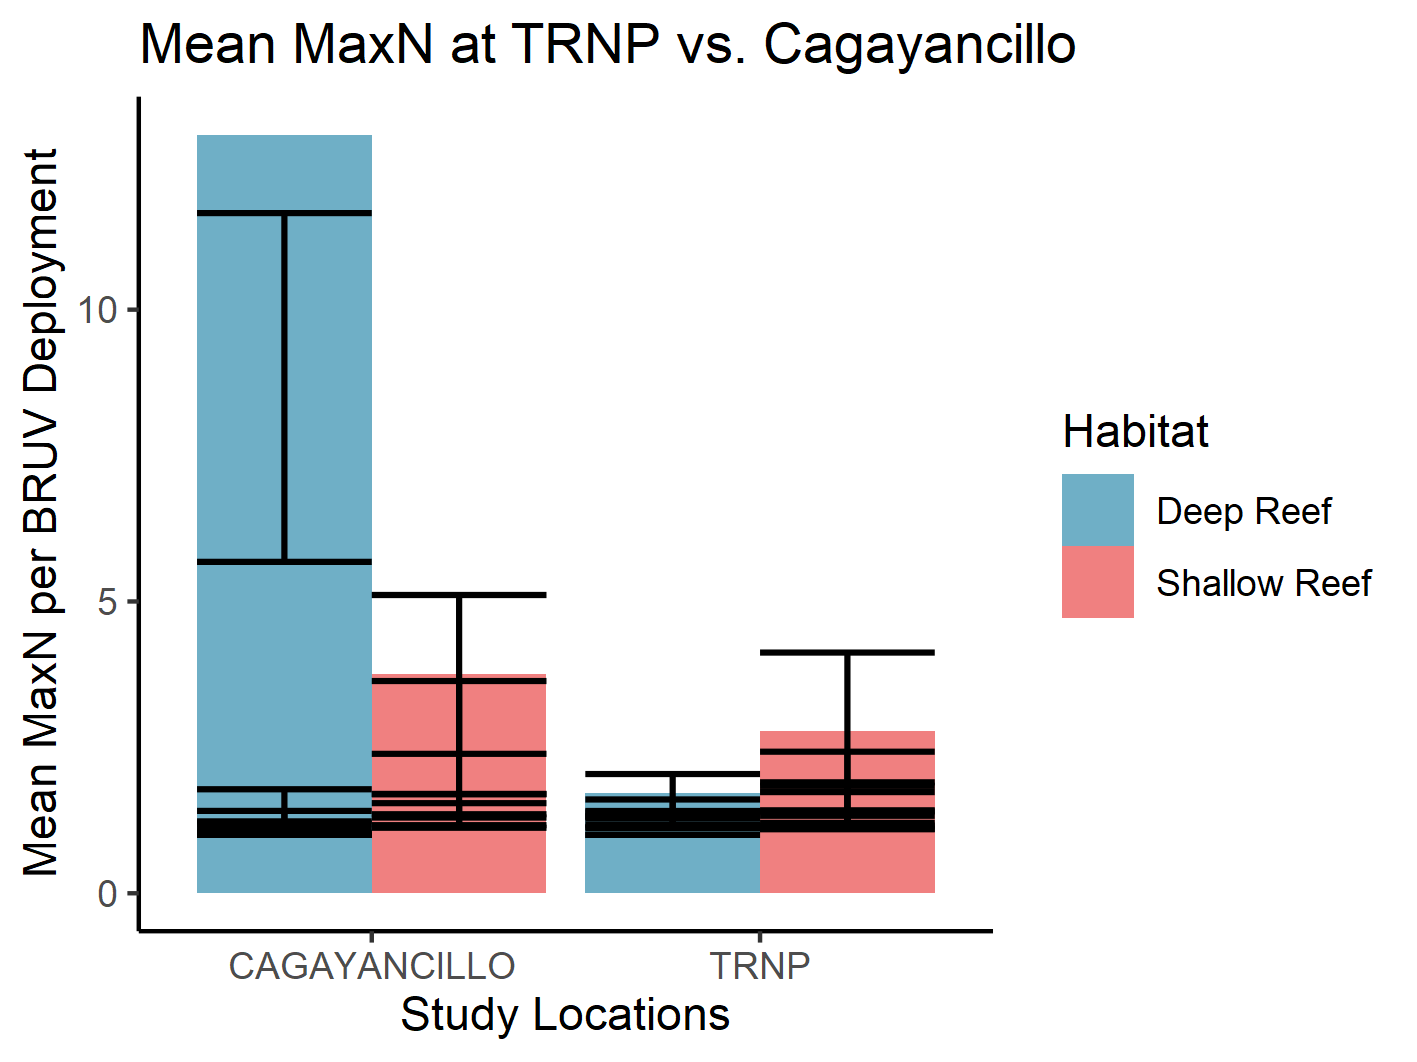 Mean MaxN at TRNP vs. Cagayancillo
Mean MaxN per BRUV Deployment
10
5
0
CAGAYANCILLO
TRNP
Study Locations
Habitat
Deep Reef
Shallow Reef